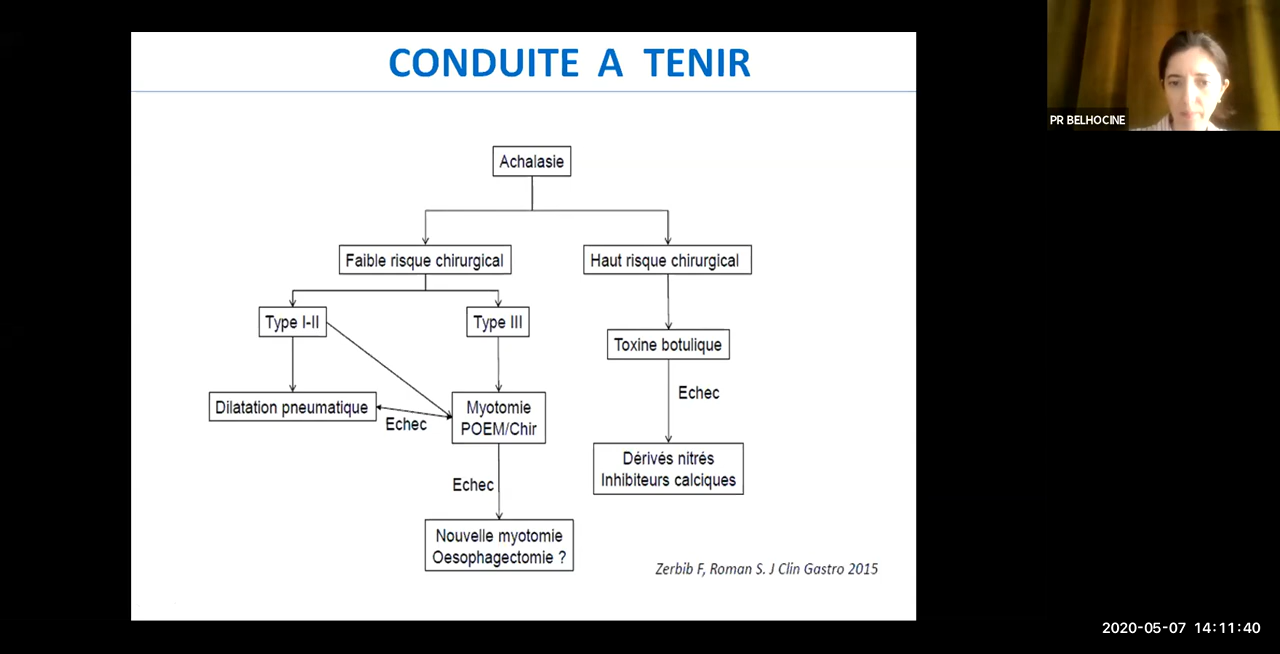 CONDUITE A TENIR
PR BELHOCINE
Achalasie
Faible risque chirurgical
Haut risque chirurgical
Type I-II
Type III
Toxine botulique
Echec
Dilatation pneumatique
Echec
Myotomie
POEM/Chir
Dérivés nitrés
Inhibiteurs calciques
Echec
Nouvelle myotomie
Oesophagectomie ?
Zerbib F, Roman S. J Clin Gastro 2015
2020-05-07 14:11:40